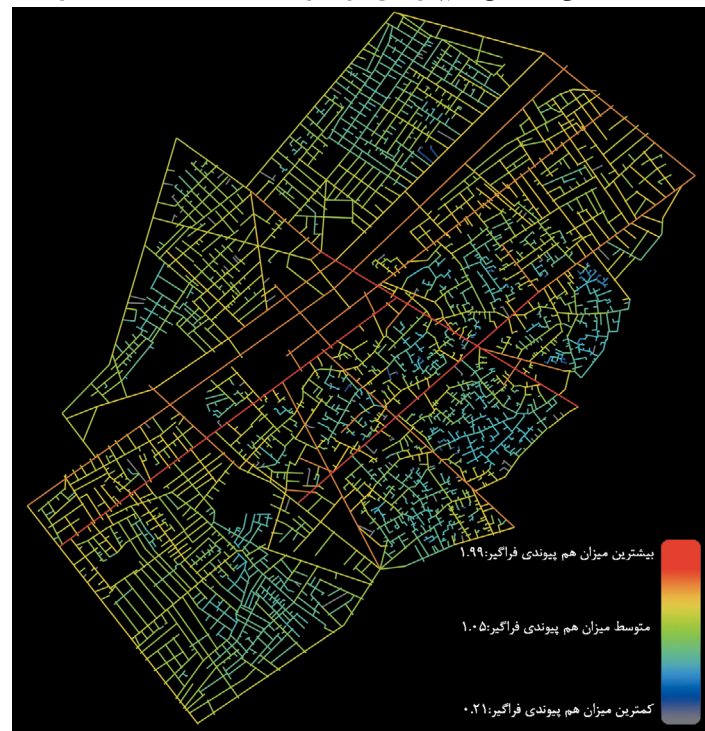 بیشترین میزان هم پیوندی فراگیر:۱.۹۹
متوسط میزان هم پیوندی فراگیر:۱.۰۵
کمترین میزان هم پیوندی فراگیر:۰.۲۱